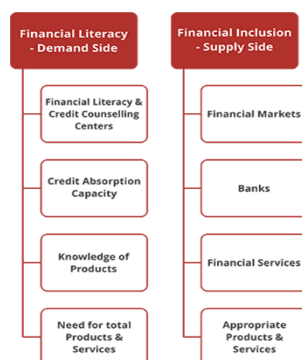 Financial Literacy
- Demand Side
Financial Literacy &
Credit Counselling
Centers
Credit Absorption
Capacity
Knowledge of
Products
Need for total
Products &
Services
Financial Inclusion
- Supply Side
Financial Markets
Banks
Financial Services
Appropriate
Products &
Services